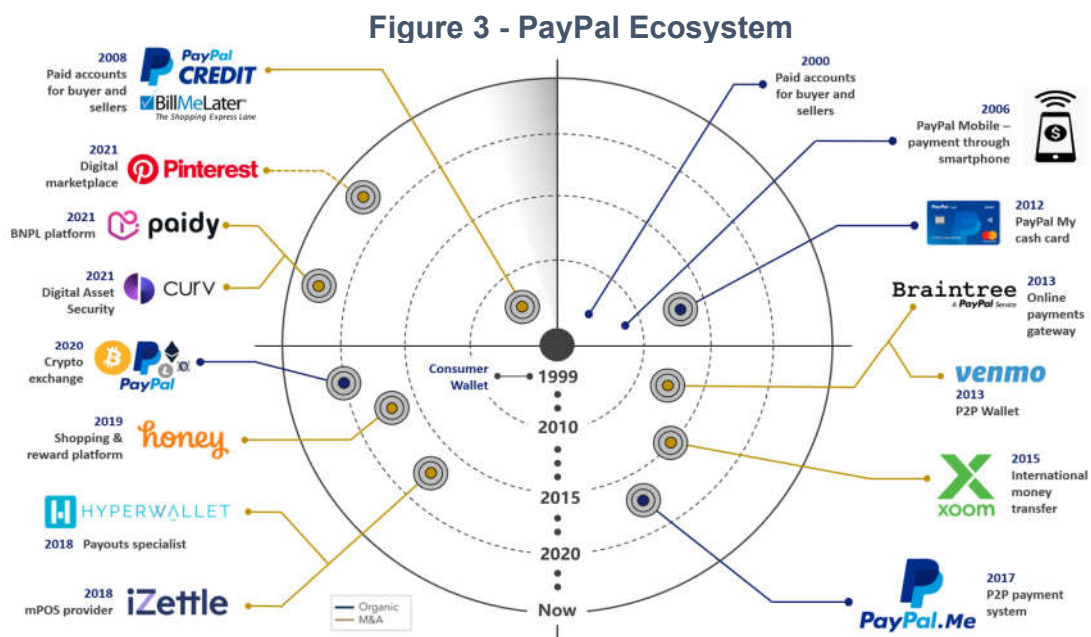 Figure 3 - PayPal Ecosystem
2008
Paid accounts
for buyer and
sellers
PayPal
CREDIT
BillMeLater
The Shopping Express Lane
2021
Digital
marketplace
Pinterest
2021
BNPL platform
paidy
2021
Digital Asset
Security
curv
2020
Crypto
exchange
PayPal
2019
Shopping &
reward platform
honey
HYPERWALLET
2018 Payouts specialist
2018
mPOS provider
iZettle
Consumer
Wallet
1999
2010
2015
2020
Now
Organic
M&A
2000
Paid accounts
for buyer and
sellers
2006
PayPal Mobile –
payment through
smartphone
2012
PayPal My
cash card
Braintree
A PayPal Service
2013
Online
payments
gateway
venmo
2013
P2P Wallet
xoom
2015
International
money
transfer
PayPal.Me
2017
P2P payment
system